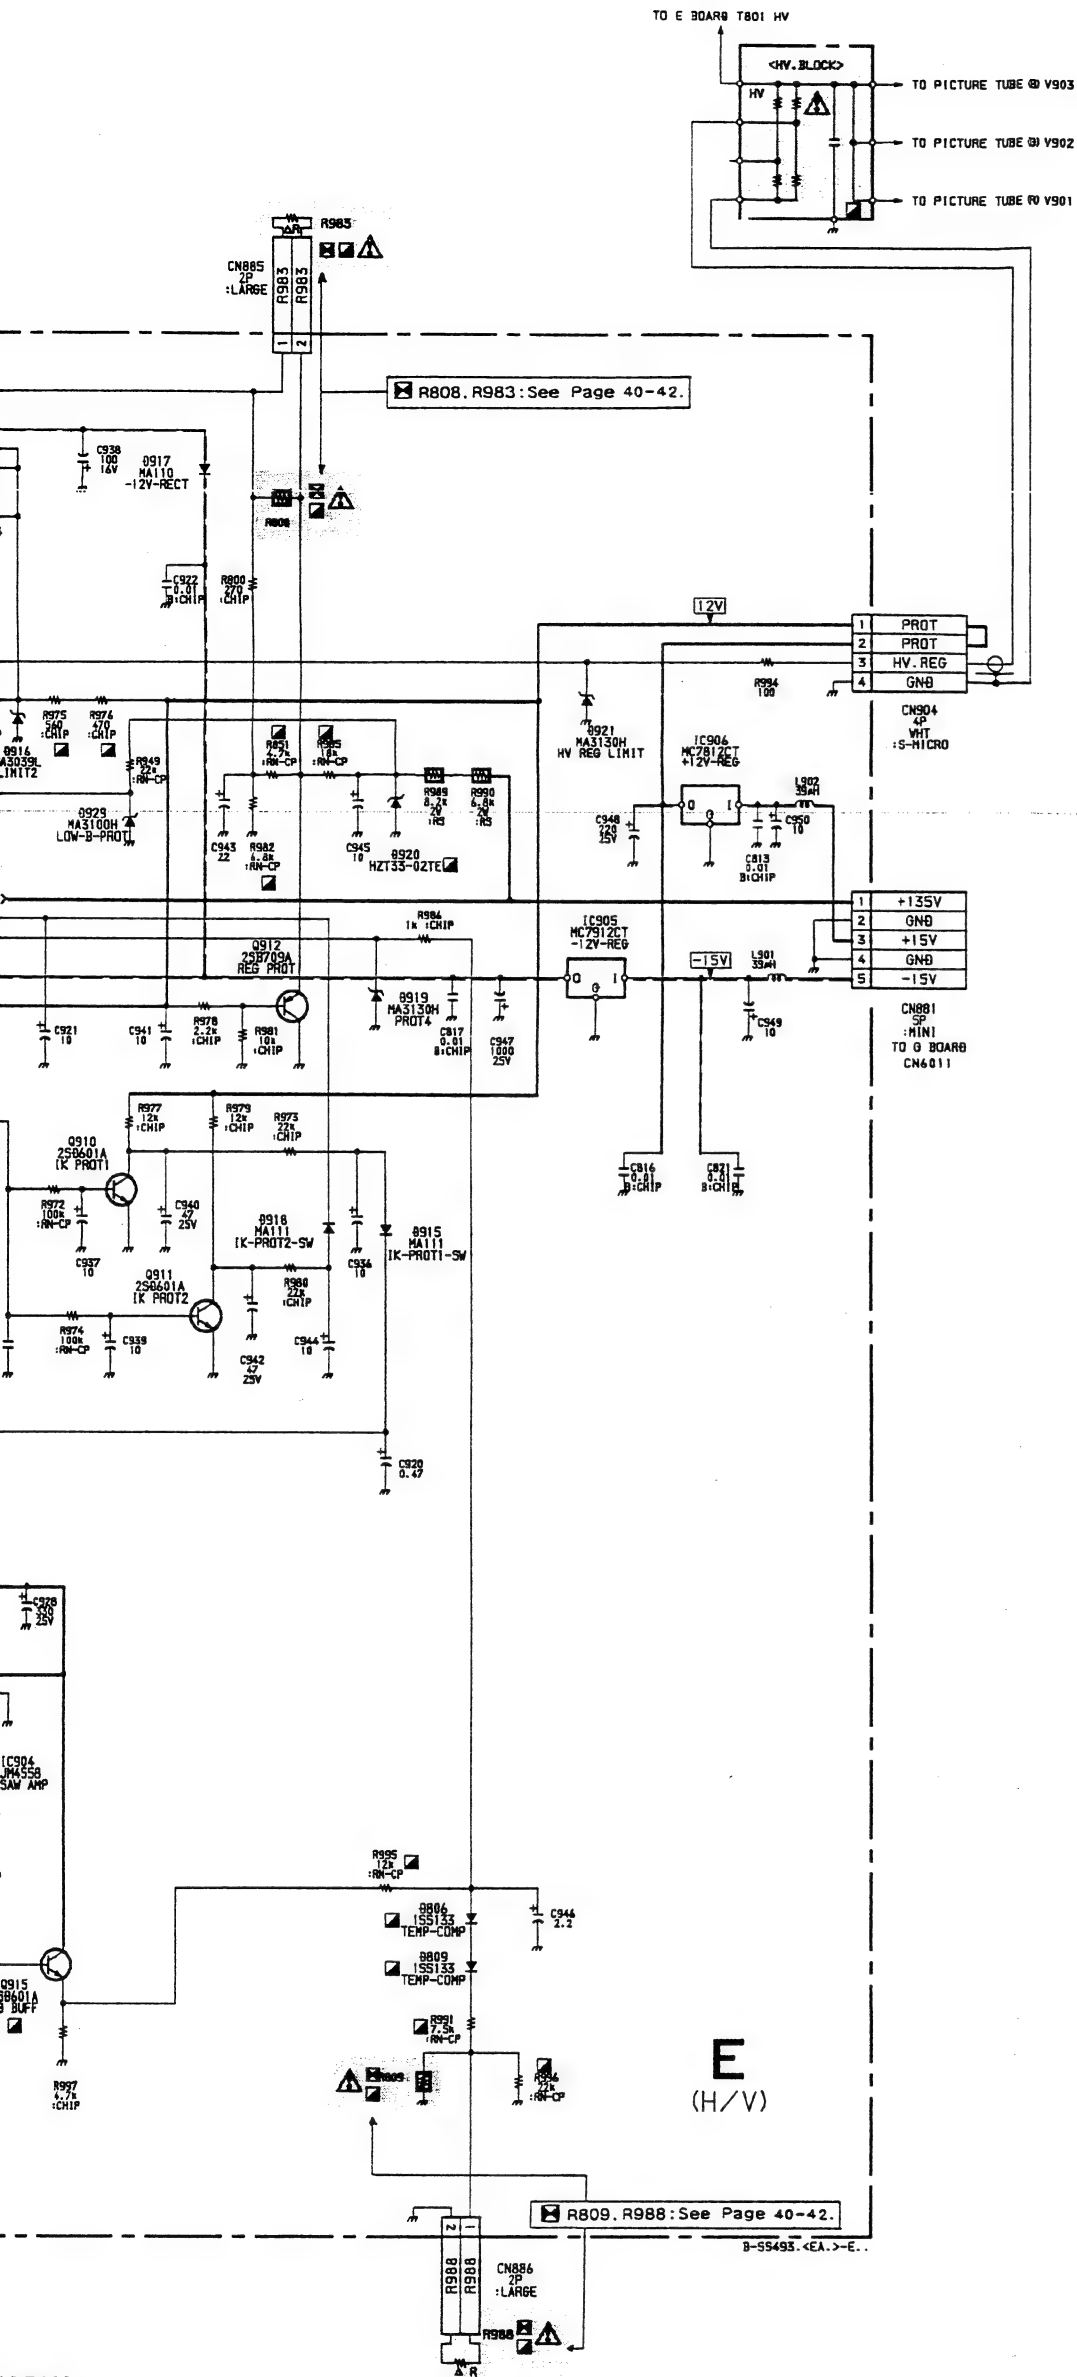 TO E BOARD T801 HV
<HV.BLOCK>
HV
TO PICTURE TUBE (B) V903
TO PICTURE TUBE (G) V902
TO PICTURE TUBE (R) V901
R983
CN885
2P
:LARGE
R983
R983
1
2
R808.R983:See Page 40-42.
C938
100
16V
D917
MA110
-12V-RECT
R808
C922
0.01
B:CHIP
R800
270
:CHIP
12V
1 PROT
2 PROT
3 HV.REG
4 GND
CN904
4P
WHT
:S-MICRO
R994
100
D921
MA3130H
HV REG LIMIT
R975
560
:CHIP
R976
470
:CHIP
D916
MA3039L
LIMIT2
R949
22k
:RN-CP
D929
MA3100H
LOW-B-PROT
R851
4.7k
:RN-CP
R985
18k
:RN-CP
R989
8.2k
2W
:RS
R990
6.8k
2W
:RS
C943
22
R982
6.8k
:RN-CP
C945
10
D920
HZT33-02TE
IC906
MC7812CT
+12V-REG
O
G
I
C948
220
25V
C813
0.01
B:CHIP
C950
10
L902
39μH
1 +135V
2 GND
3 +15V
4 GND
5 -15V
CN881
5P
:MINI
TO G BOARD
CN6011
R984
1k :CHIP
IC905
MC7912CT
-12V-REG
O
G
I
-15V
L901
39μH
Q912
2SB709A
REG PROT
D919
MA3130H
PROT4
C817
0.01
B:CHIP
C947
1000
25V
C949
10
C921
10
C941
10
R978
2.2k
:CHIP
R981
10k
:CHIP
R977
12k
:CHIP
R979
12k
:CHIP
R973
22k
:CHIP
Q910
2SD601A
IK PROT1
R972
100k
:RN-CP
C937
10
C940
47
25V
D918
MA111
IK-PROT2-SW
C936
10
D915
MA111
IK-PROT1-SW
C816
0.01
B:CHIP
C821
0.01
B:CHIP
Q911
2SD601A
IK PROT2
R980
22k
:CHIP
R974
100k
:RN-CP
C939
10
C942
47
25V
C944
10
C920
0.47
C928
330
25V
IC904
JM4558
SAW AMP
R995
12k
:RN-CP
D806
1SS133
TEMP-COMP
C946
2.2
D809
1SS133
TEMP-COMP
Q915
BUFF
R991
7.5k
:RN-CP
R809
R996
22k
:RN-CP
R997
4.7k
:CHIP
E
(H/V)
R809.R988:See Page 40-42.
B-SS493.<EA.>-E..
2
1
R988
R988
CN886
2P
:LARGE
R988
R